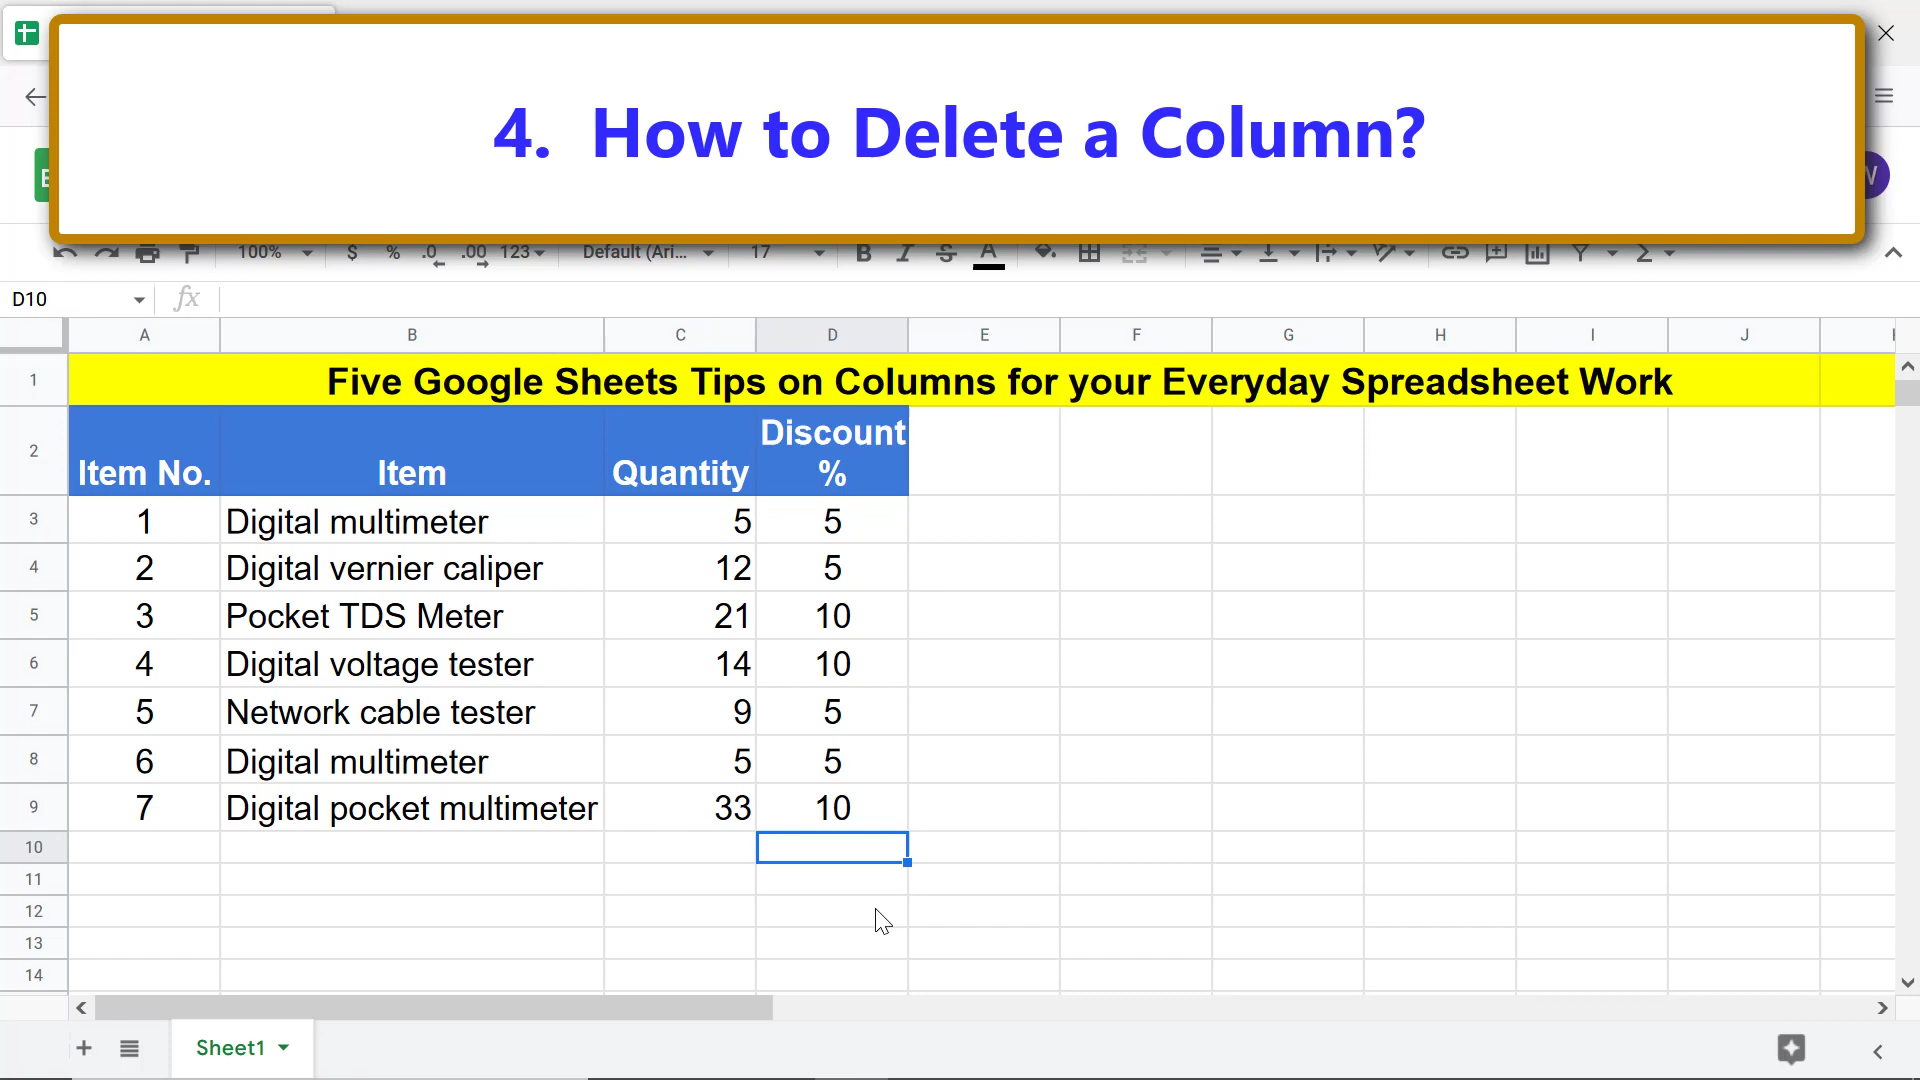 4. How to Delete a Column?
100% $ % .0 .00 123 Default (Ari... 17 B I S A
D10 fx
A B C D E F G H I J
1 Five Google Sheets Tips on Columns for your Everyday Spreadsheet Work
2 Item No. Item Quantity Discount %
3 1 Digital multimeter 5 5
4 2 Digital vernier caliper 12 5
5 3 Pocket TDS Meter 21 10
6 4 Digital voltage tester 14 10
7 5 Network cable tester 9 5
8 6 Digital multimeter 5 5
9 7 Digital pocket multimeter 33 10
10
11
12
13
14
Sheet1